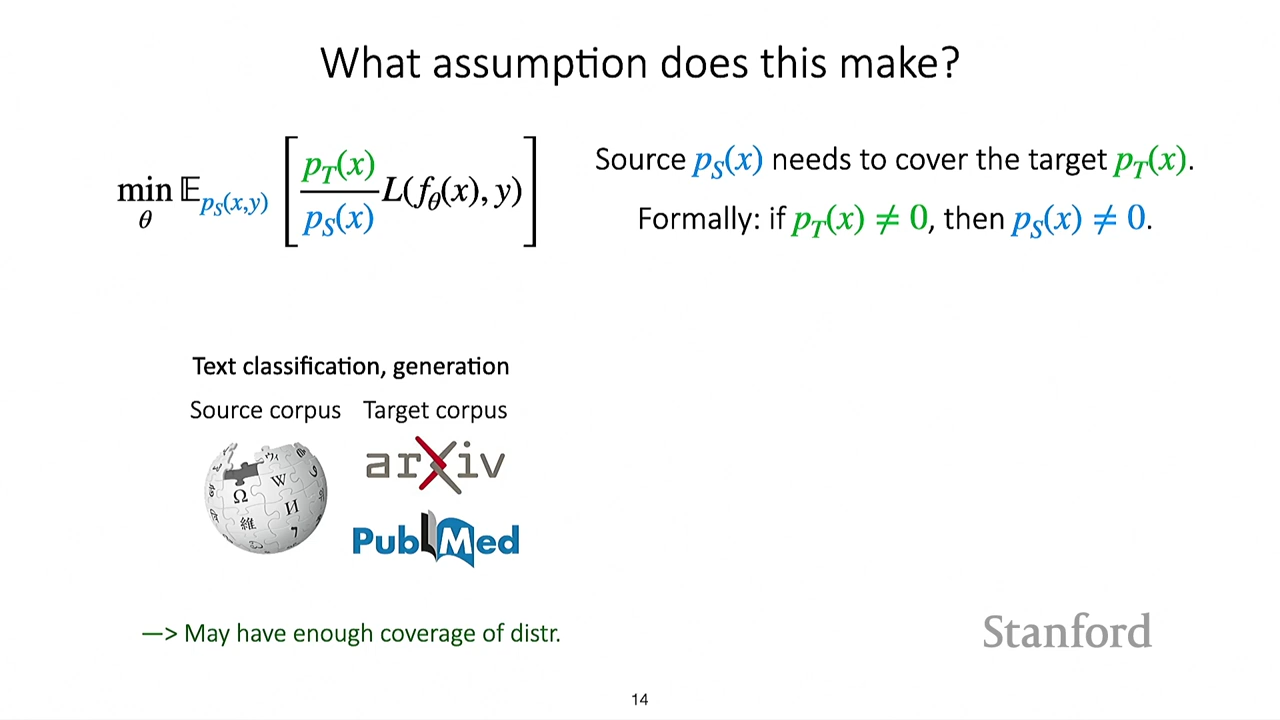 What assumption does this make?
min_θ 𝔼_{p_S(x,y)} [ p_T(x) / p_S(x) L(f_θ(x), y) ]
Source p_S(x) needs to cover the target p_T(x).
Formally: if p_T(x) ≠ 0, then p_S(x) ≠ 0.
Text classification, generation
Source corpus Target corpus
Ω W И 維
arXiv
PubMed
—> May have enough coverage of distr.
Stanford
14